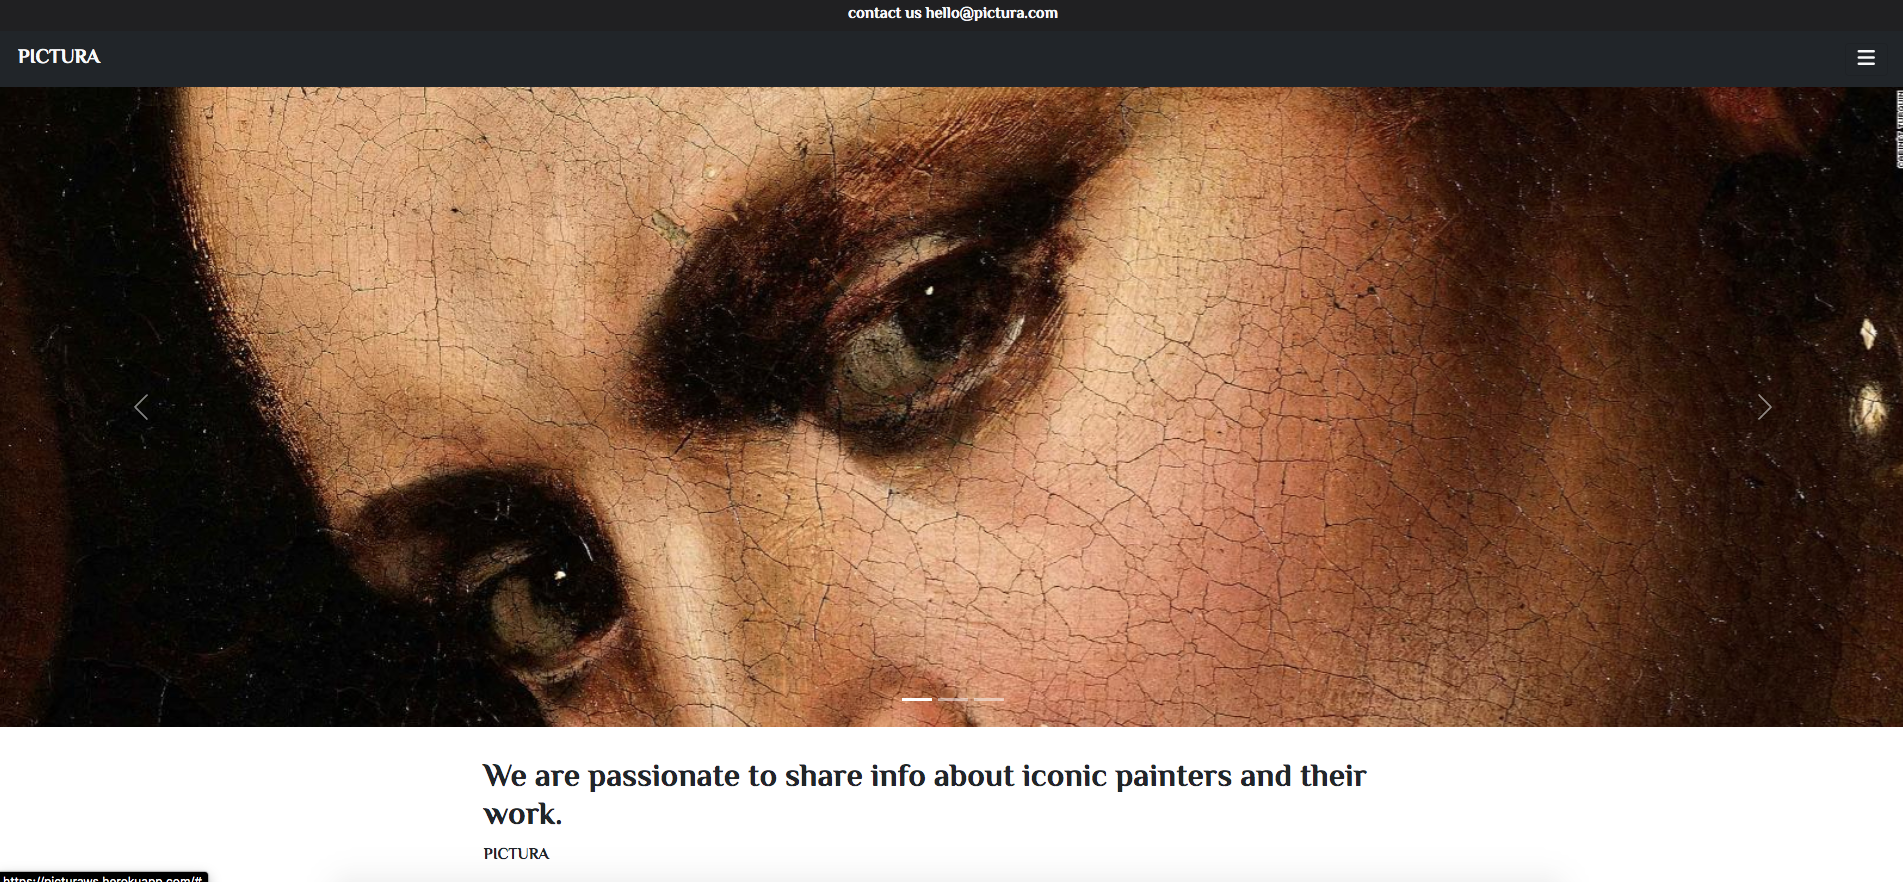 contact us hello@pictura.com
PICTURA
We are passionate to share info about iconic painters and their
work.
PICTURA
https://picturaws.herokuapp.com/#